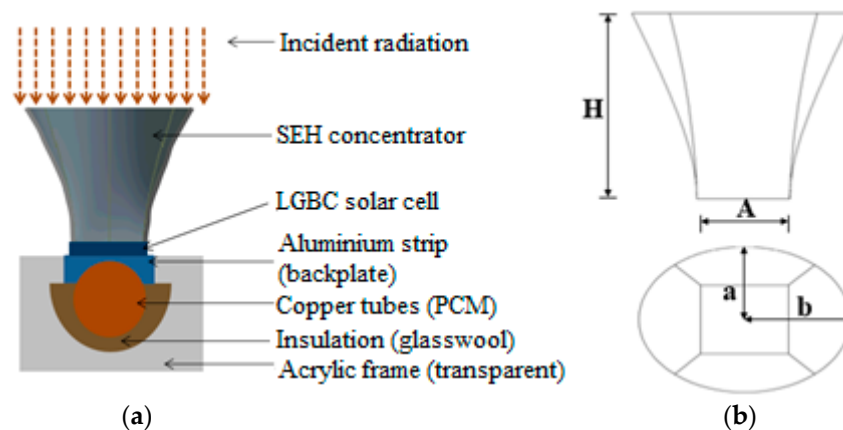 Incident radiation
SEH concentrator
LGBC solar cell
Aluminium strip
(backplate)
Copper tubes (PCM)
Insulation (glasswool)
Acrylic frame (transparent)
(a)
H
A
a
b
(b)